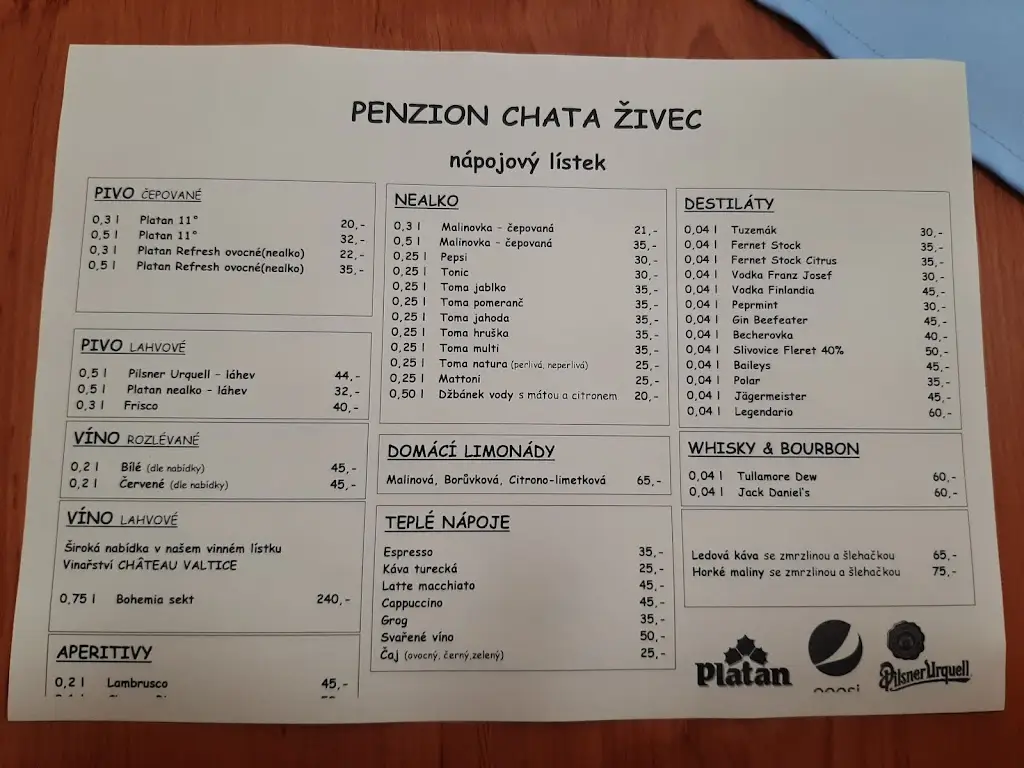 PENZION CHATA ŽIVEC
nápojový lístek
PIVO ČEPOVANÉ
0,3 l Platan 11° 20,-
0,5 l Platan 11° 32,-
0,3 l Platan Refresh ovocné(nealko) 22,-
0,5 l Platan Refresh ovocné(nealko) 35,-
PIVO LAHVOVÉ
0,5 l Pilsner Urquell - láhev 44,-
0,5 l Platan nealko - láhev 32,-
0,3 l Frisco 40,-
VÍNO ROZLÉVANÉ
0,2 l Bílé (dle nabídky) 45,-
0,2 l Červené (dle nabídky) 45,-
VÍNO LAHVOVÉ
Široká nabídka v našem vinném lístku
Vinařství CHÂTEAU VALTICE
0,75 l Bohemia sekt 240,-
APERITIVY
0,2 l Lambrusco 45,-
NEALKO
0,3 l Malinovka - čepovaná 21,-
0,5 l Malinovka - čepovaná 35,-
0,25 l Pepsi 30,-
0,25 l Tonic 30,-
0,25 l Toma jablko 35,-
0,25 l Toma pomeranč 35,-
0,25 l Toma jahoda 35,-
0,25 l Toma hruška 35,-
0,25 l Toma multi 35,-
0,25 l Toma natura (perlivá, neperlivá) 25,-
0,25 l Mattoni 25,-
0,50 l Džbánek vody s mátou a citronem 20,-
DOMÁCÍ LIMONÁDY
Malinová, Borůvková, Citrono-limetková 65,-
TEPLÉ NÁPOJE
Espresso 35,-
Káva turecká 25,-
Latte macchiato 45,-
Cappuccino 45,-
Grog 35,-
Svařené víno 50,-
Čaj (ovocný, černý,zelený) 25,-
DESTILÁTY
0,04 l Tuzemák 30,-
0,04 l Fernet Stock 35,-
0,04 l Fernet Stock Citrus 35,-
0,04 l Vodka Franz Josef 30,-
0,04 l Vodka Finlandia 45,-
0,04 l Peprmint 30,-
0,04 l Gin Beefeater 45,-
0,04 l Becherovka 40,-
0,04 l Slivovice Fleret 40% 50,-
0,04 l Baileys 45,-
0,04 l Polar 35,-
0,04 l Jägermeister 45,-
0,04 l Legendario 60,-
WHISKY & BOURBON
0,04 l Tullamore Dew 60,-
0,04 l Jack Daniel's 60,-
Ledová káva se zmrzlinou a šlehačkou 65,-
Horké maliny se zmrzlinou a šlehačkou 75,-
Platan
Pilsner Urquell